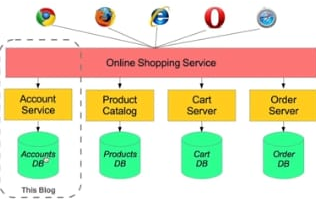 Online Shopping Service
Account
Service
Product
Catalog
Cart
Server
Order
Server
Accounts
DB
Products
DB
Cart
DB
Order
DB
This Blog